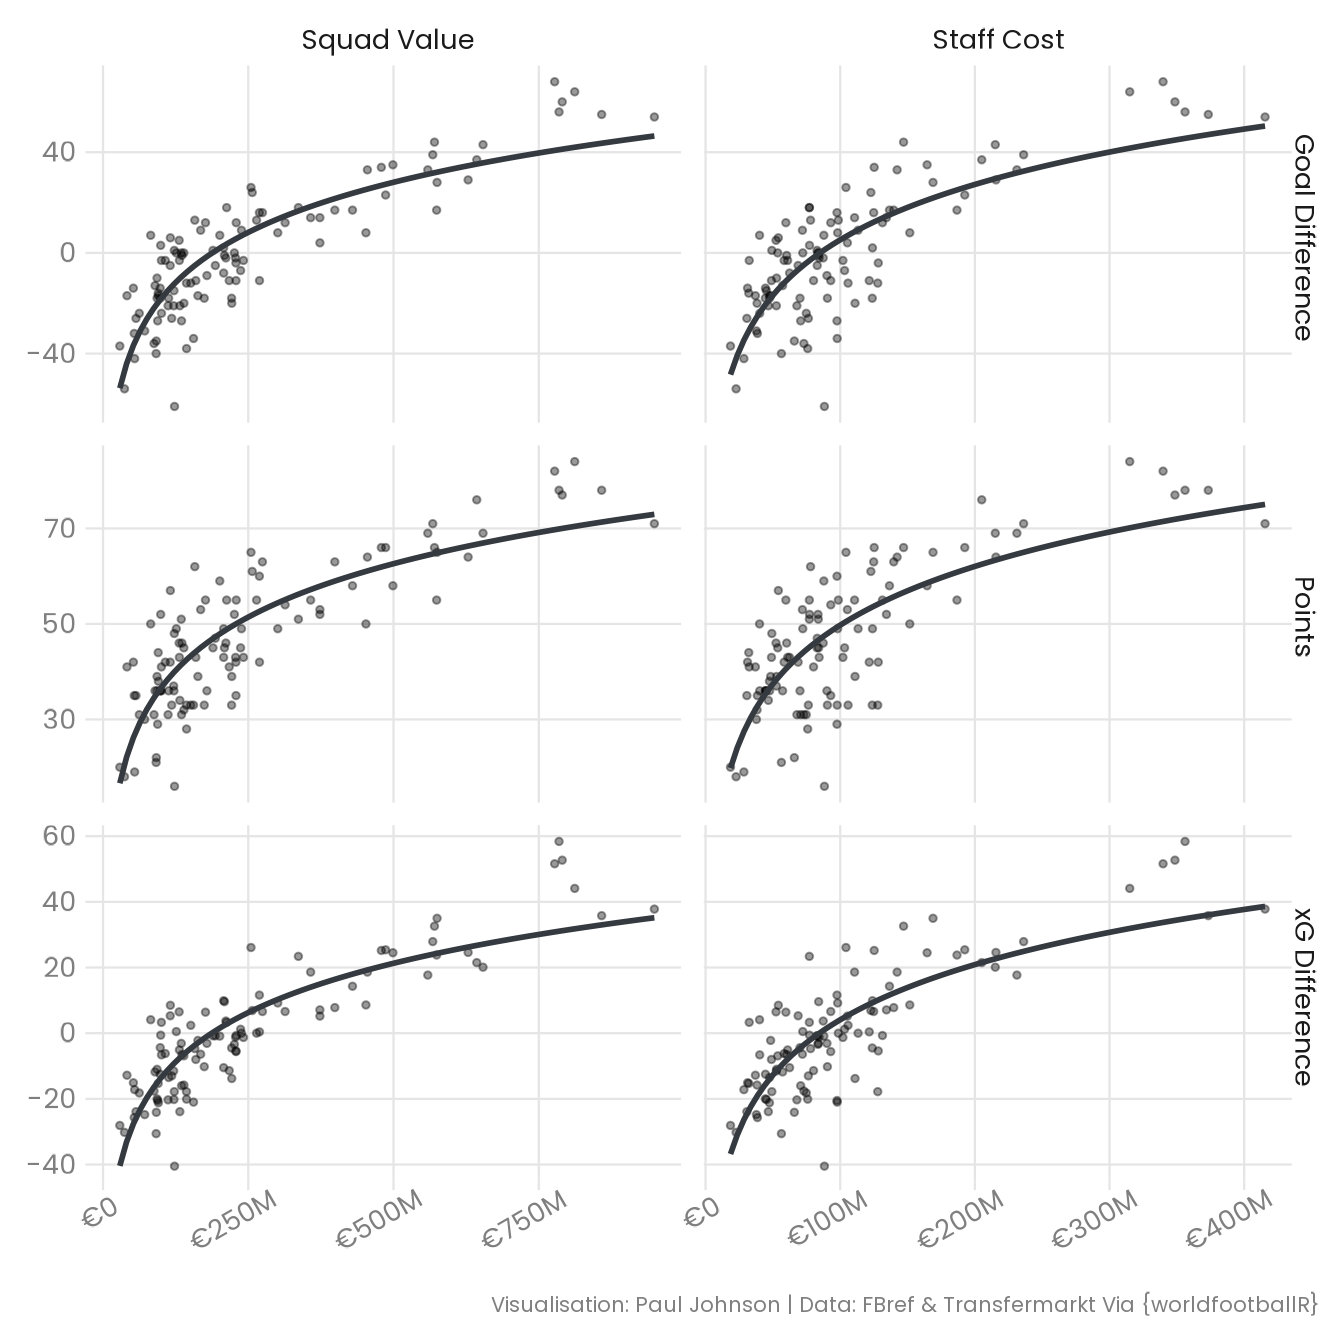 Squad Value
Staff Cost
40
0
−40
Goal Difference
70
50
30
Points
60
40
20
0
−20
−40
xG Difference
€0
€250M
€500M
€750M
€0
€100M
€200M
€300M
€400M
Visualisation: Paul Johnson | Data: FBref & Transfermarkt Via {worldfootballR}